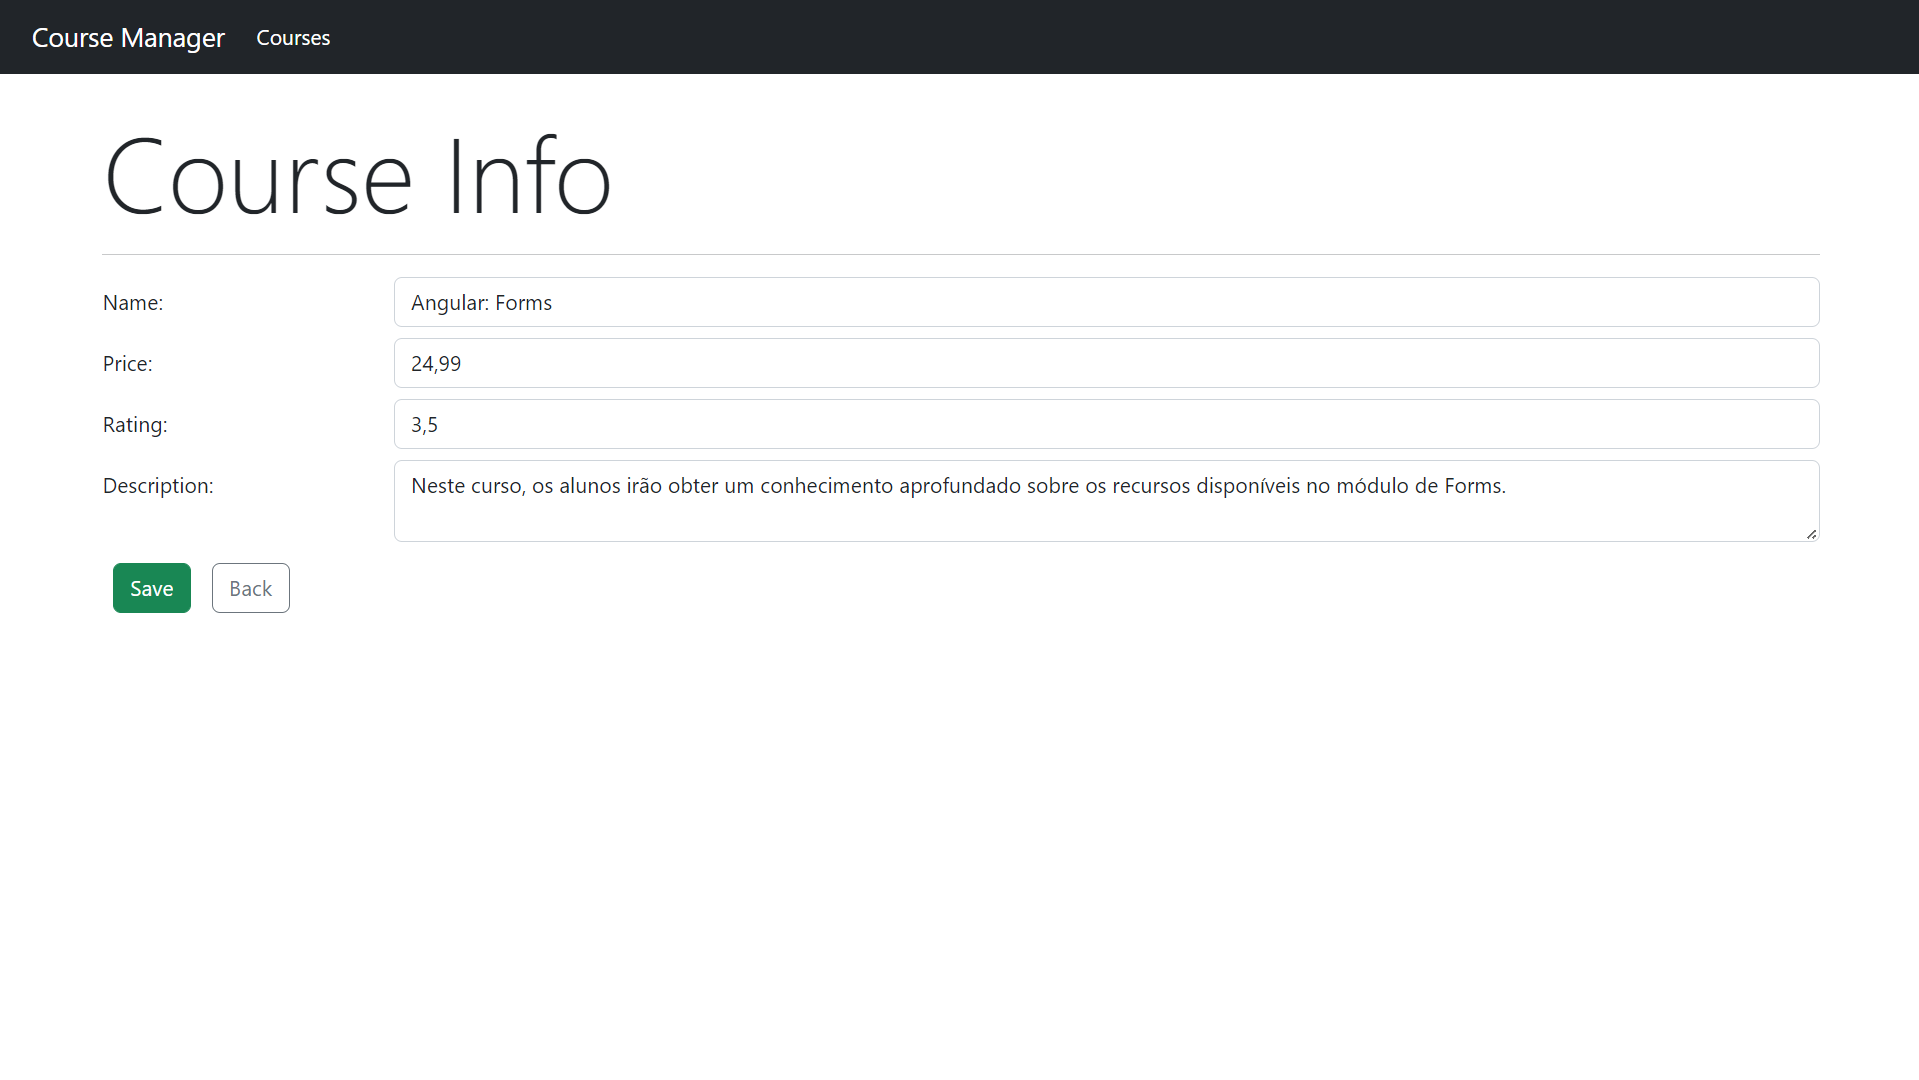 Course Manager Courses
Course Info
Name: Angular: Forms
Price: 24,99
Rating: 3,5
Description: Neste curso, os alunos irão obter um conhecimento aprofundado sobre os recursos disponíveis no módulo de Forms.
Save Back